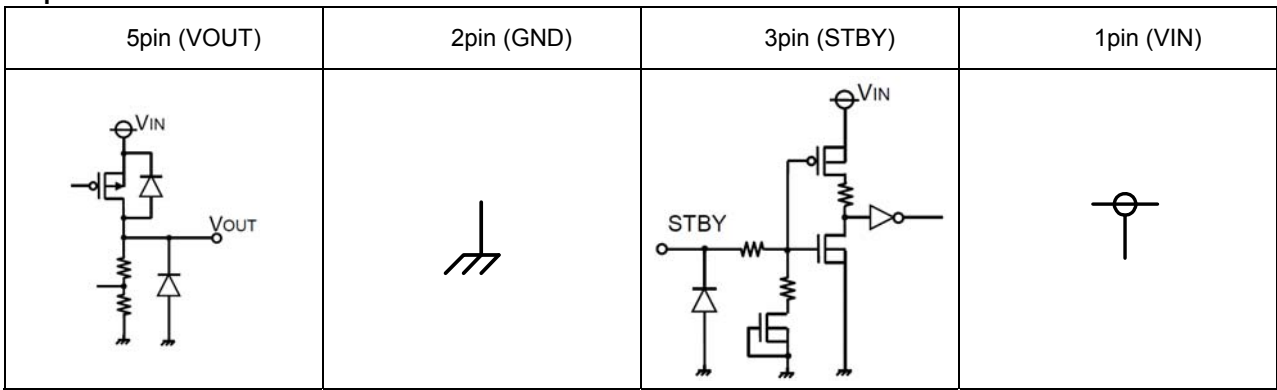 5pin (VOUT)
2pin (GND)
3pin (STBY)
1pin (VIN)
VIN
VOUT
VIN
STBY